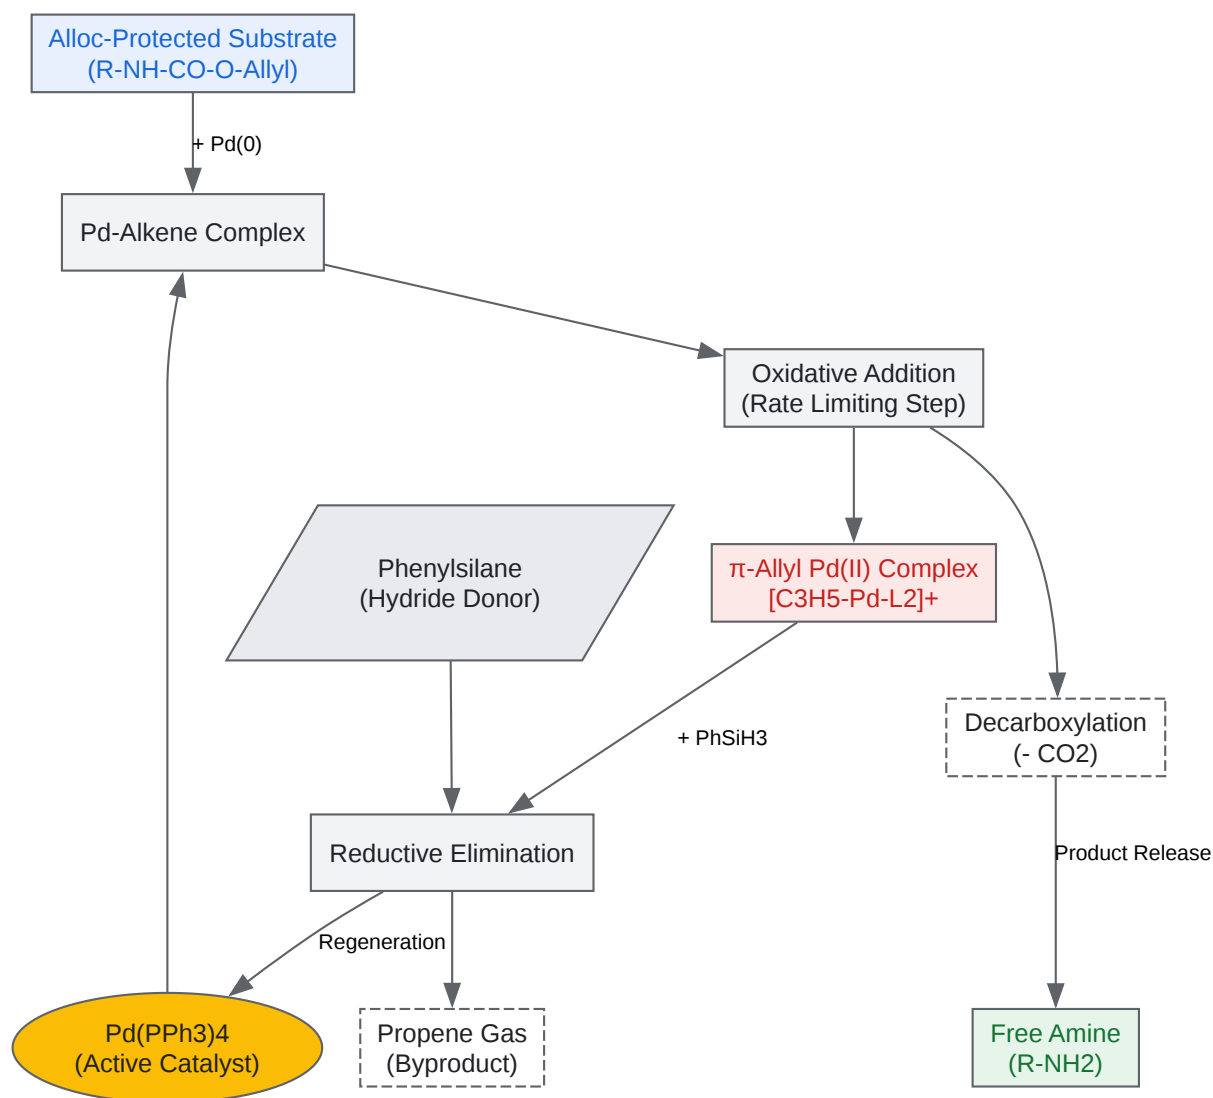 Alloc-Protected Substrate
(R-NH-CO-O-Allyl)
+ Pd(0)
Pd-Alkene Complex
Oxidative Addition
(Rate Limiting Step)
Phenylsilane
(Hydride Donor)
π-Allyl Pd(II) Complex
[C3H5-Pd-L2]+
+ PhSiH3
Decarboxylation
(- CO2)
Reductive Elimination
Product Release
Regeneration
Pd(PPh3)4
(Active Catalyst)
Propene Gas
(Byproduct)
Free Amine
(R-NH2)